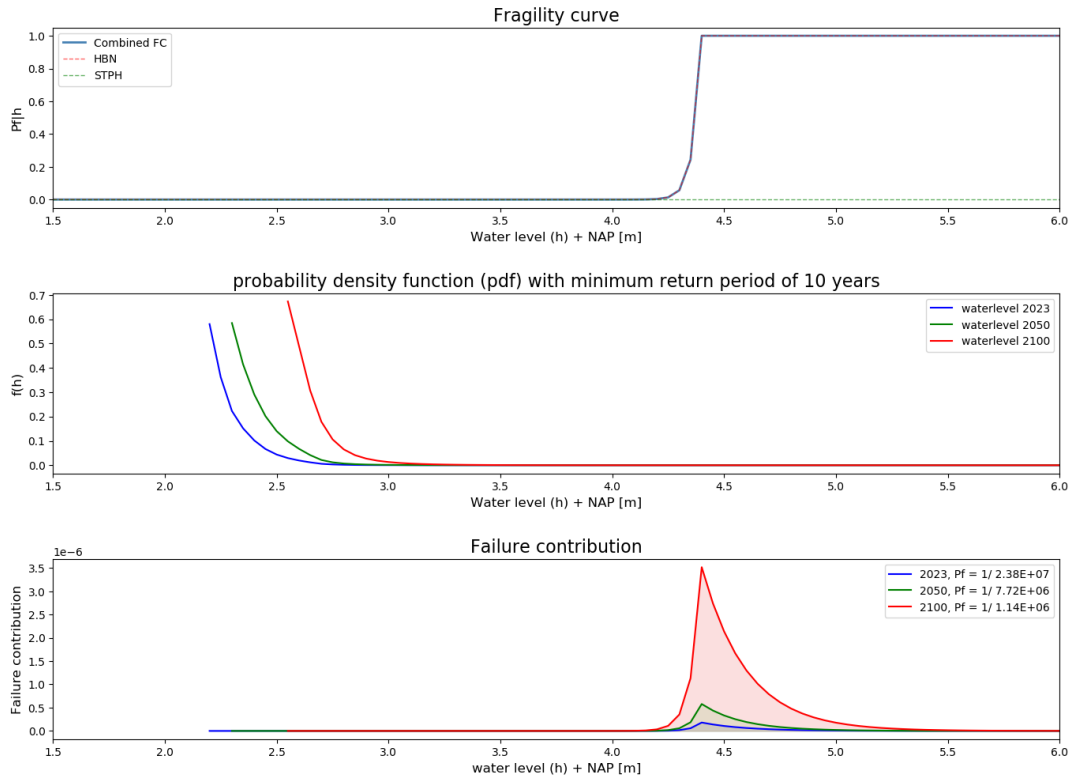 Fragility curve
1.0
0.8
0.6
0.4
0.2
0.0
Pf|h
Combined FC
HBN
STPH
1.5 2.0 2.5 3.0 3.5 4.0 4.5 5.0 5.5 6.0
Water level (h) + NAP [m]
probability density function (pdf) with minimum return period of 10 years
0.7
0.6
0.5
0.4
0.3
0.2
0.1
0.0
f(h)
waterlevel 2023
waterlevel 2050
waterlevel 2100
1.5 2.0 2.5 3.0 3.5 4.0 4.5 5.0 5.5 6.0
Water level (h) + NAP [m]
Failure contribution
1e−6
3.5
3.0
2.5
2.0
1.5
1.0
0.5
0.0
Failure contribution
2023, Pf = 1/ 2.38E+07
2050, Pf = 1/ 7.72E+06
2100, Pf = 1/ 1.14E+06
1.5 2.0 2.5 3.0 3.5 4.0 4.5 5.0 5.5 6.0
water level (h) + NAP [m]